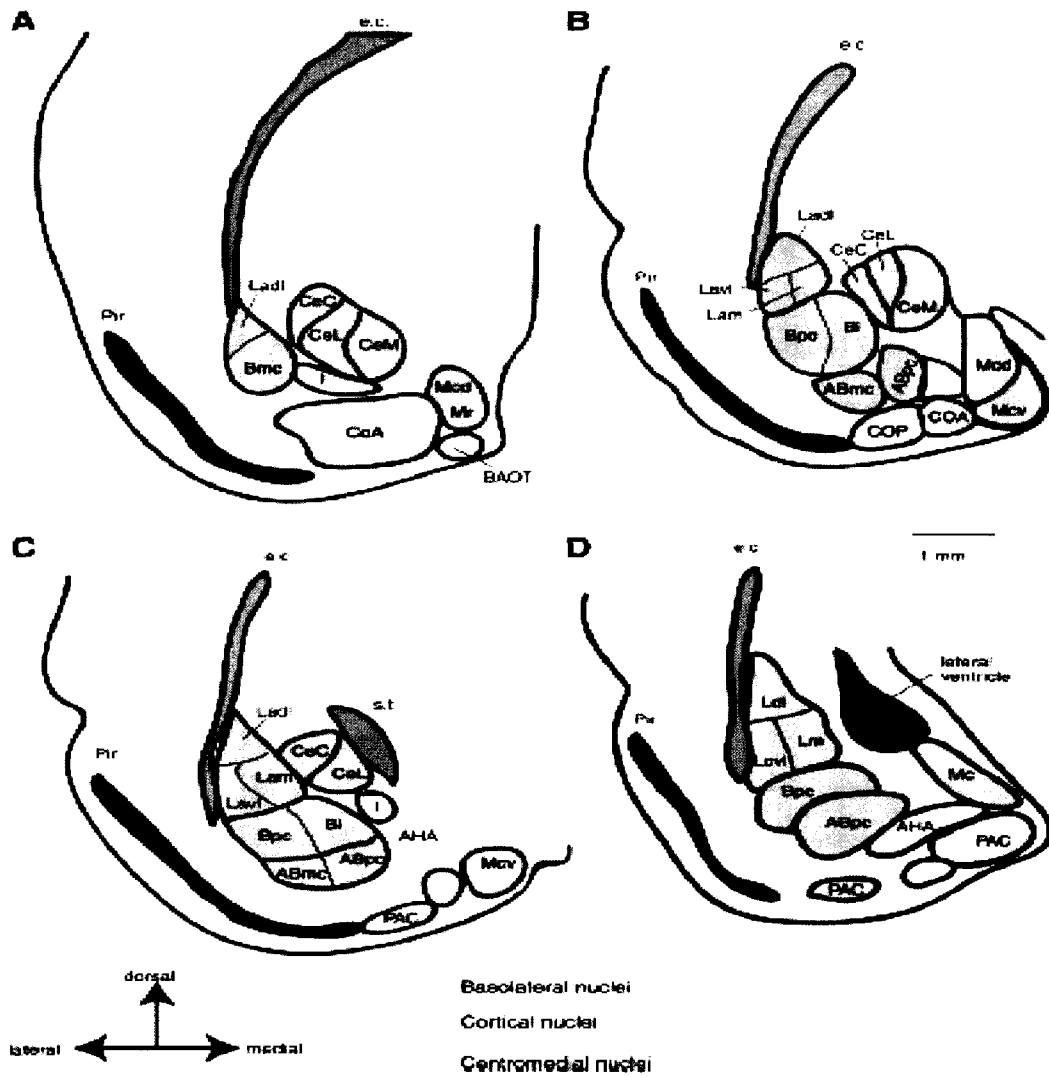 A
e.c.
Ladl
CeC
CeL
CeM
Pir
Bmc
I
Mcd
Mr
CoA
BAOT
B
e.c
Ladl
CeL
CeC
Pir
Lavl
Lam
CeM
Bpc
Bi
Mcd
ABmc
ABpc
Mcv
COP
COA
C
e.c
Ladl
s.t
Pir
CeC
Lam
CeL
Lavl
I
Bpc
Bi
AHA
ABpc
ABmc
Mcv
PAC
D
e.c
1 mm
lateral
ventricle
Ldl
Pir
Lm
Lavl
Mc
Bpc
ABpc
AHA
PAC
PAC
dorsal
lateral
medial
Basolateral nuclei
Cortical nuclei
Centromedial nuclei